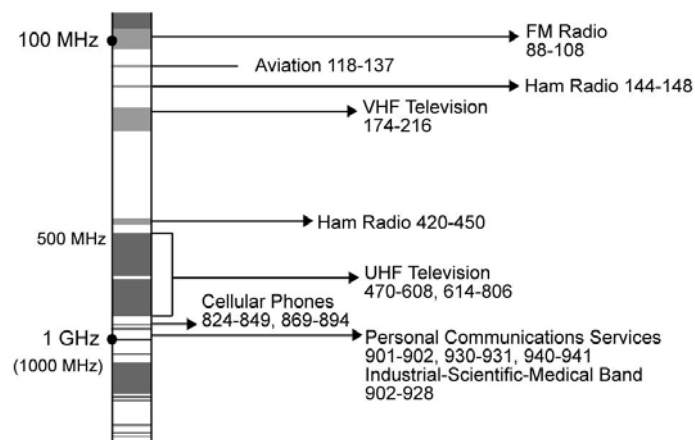 100 MHz
FM Radio
88-108
Aviation 118-137
Ham Radio 144-148
VHF Television
174-216
Ham Radio 420-450
500 MHz
UHF Television
470-608, 614-806
Cellular Phones
824-849, 869-894
1 GHz
(1000 MHz)
Personal Communications Services
901-902, 930-931, 940-941
Industrial-Scientific-Medical Band
902-928